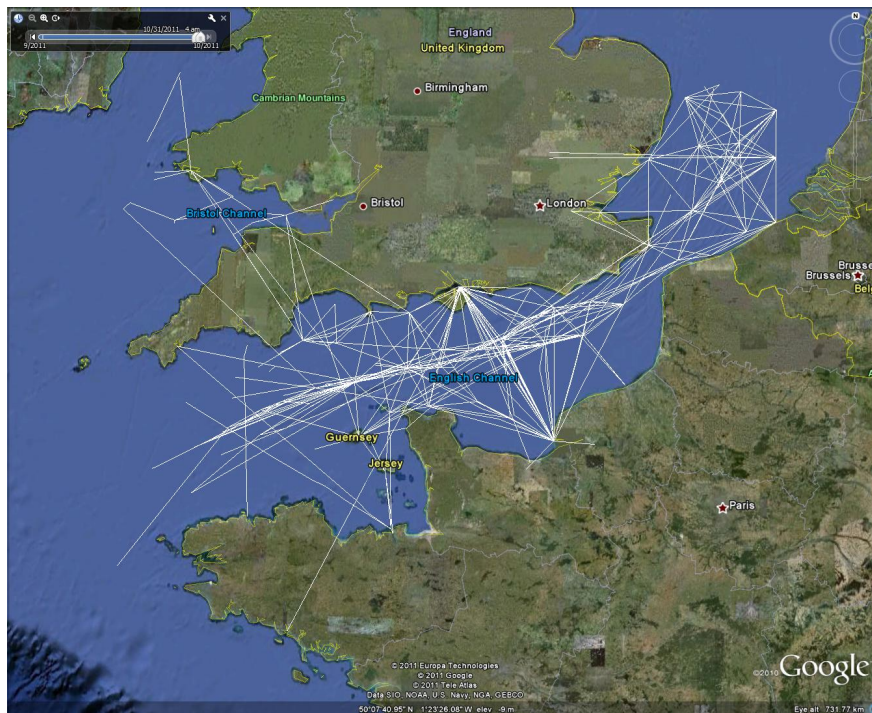 10/31/2011 4 am
9/2011
10/2011
N
England
United Kingdom
Cambrian Mountains
Birmingham
Bristol Channel
Bristol
London
Brusse
Brussels
Belg
English Channel
Guernsey
Jersey
Paris
© 2011 Europa Technologies
© 2011 Google
© 2011 Tele Atlas
Data SIO, NOAA, U.S. Navy, NGA, GEBCO
©2010 Google
50°07'40.95" N 1°23'26.08" W elev -9 m
Eye alt 731.77 km